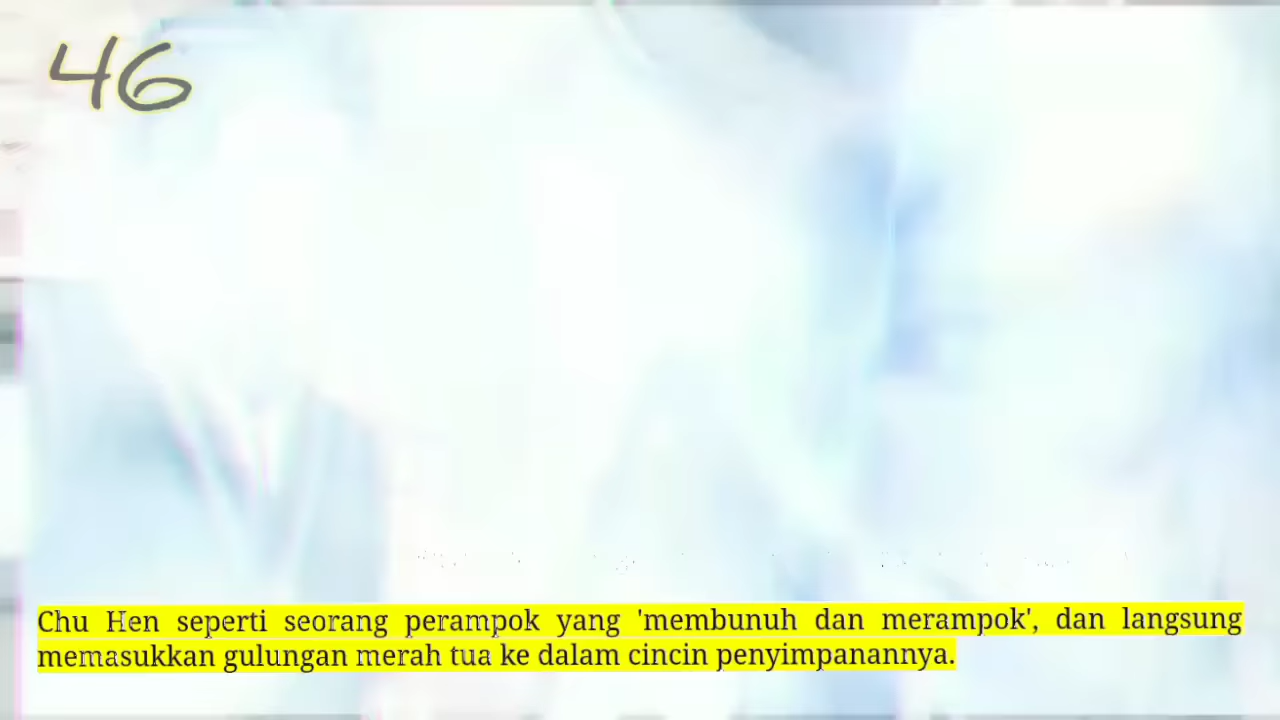 46
Chu Hen seperti seorang perampok yang 'membunuh dan merampok', dan langsung
memasukkan gulungan merah tua ke dalam cincin penyimpanannya.